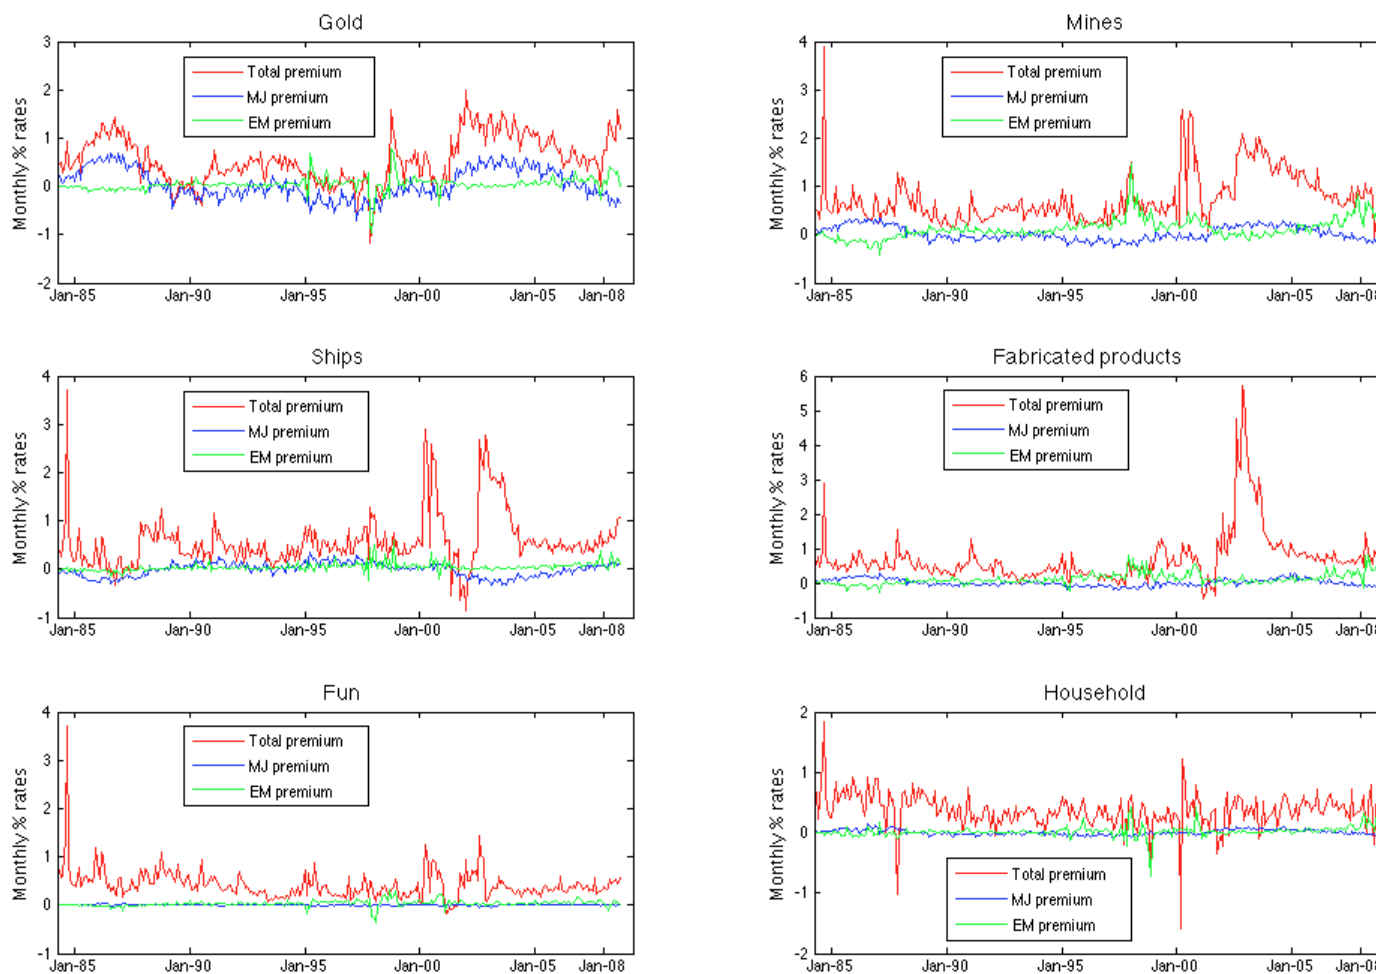 Gold
Monthly % rates
3
2
1
0
-1
-2
Total premium
MJ premium
EM premium
Jan-85 Jan-90 Jan-95 Jan-00 Jan-05 Jan-08
Mines
Monthly % rates
4
3
2
1
0
-1
Total premium
MJ premium
EM premium
Jan-85 Jan-90 Jan-95 Jan-00 Jan-05 Jan-08
Ships
Monthly % rates
4
3
2
1
0
-1
Total premium
MJ premium
EM premium
Jan-85 Jan-90 Jan-95 Jan-00 Jan-05 Jan-08
Fabricated products
Monthly % rates
6
5
4
3
2
1
0
-1
Total premium
MJ premium
EM premium
Jan-85 Jan-90 Jan-95 Jan-00 Jan-05 Jan-08
Fun
Monthly % rates
4
3
2
1
0
-1
Total premium
MJ premium
EM premium
Jan-85 Jan-90 Jan-95 Jan-00 Jan-05 Jan-08
Household
Monthly % rates
2
1
0
-1
-2
Total premium
MJ premium
EM premium
Jan-85 Jan-90 Jan-95 Jan-00 Jan-05 Jan-08